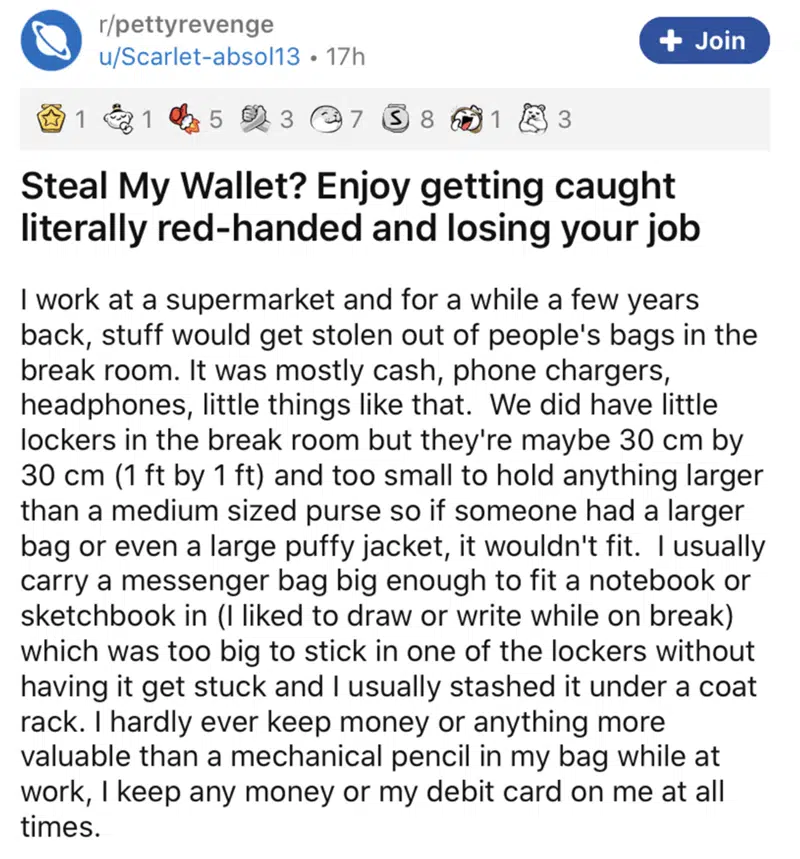 r/pettyrevenge
u/Scarlet-absol13 • 17h
+ Join
1 1 5 3 7 S 8 1 3
Steal My Wallet? Enjoy getting caught
literally red-handed and losing your job
I work at a supermarket and for a while a few years
back, stuff would get stolen out of people's bags in the
break room. It was mostly cash, phone chargers,
headphones, little things like that. We did have little
lockers in the break room but they're maybe 30 cm by
30 cm (1 ft by 1 ft) and too small to hold anything larger
than a medium sized purse so if someone had a larger
bag or even a large puffy jacket, it wouldn't fit. I usually
carry a messenger bag big enough to fit a notebook or
sketchbook in (I liked to draw or write while on break)
which was too big to stick in one of the lockers without
having it get stuck and I usually stashed it under a coat
rack. I hardly ever keep money or anything more
valuable than a mechanical pencil in my bag while at
work, I keep any money or my debit card on me at all
times.